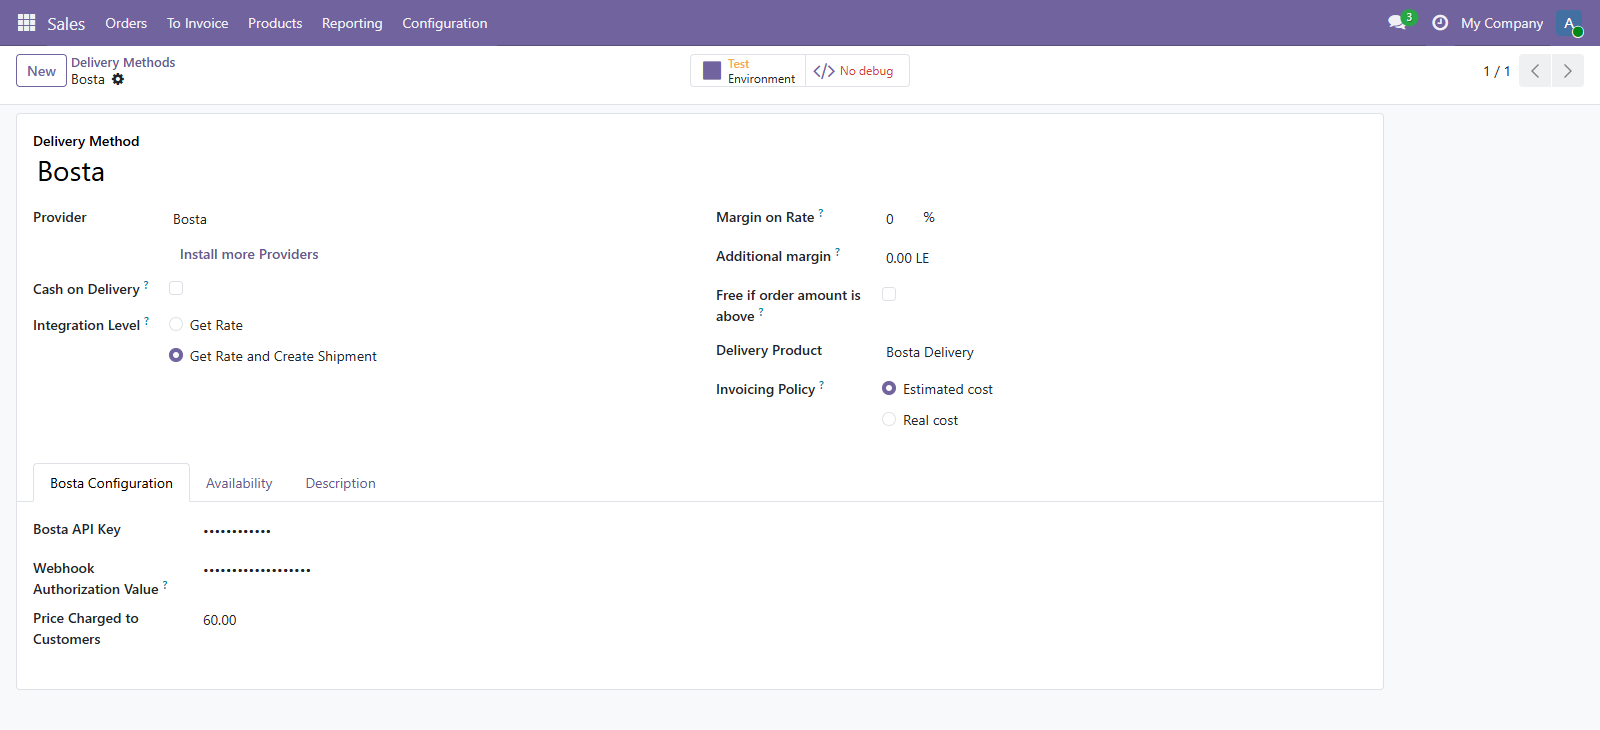 Sales Orders To Invoice Products Reporting Configuration 3 My Company A
New Delivery Methods
Bosta
Test
Environment
No debug
1 / 1
Delivery Method
Bosta
Provider Bosta
Install more Providers
Cash on Delivery ?
Integration Level ? Get Rate
Get Rate and Create Shipment
Margin on Rate ? 0 %
Additional margin ? 0.00 LE
Free if order amount is
above ?
Delivery Product Bosta Delivery
Invoicing Policy ? Estimated cost
Real cost
Bosta Configuration Availability Description
Bosta API Key ••••••••••••
Webhook •••••••••••••••••••
Authorization Value ?
Price Charged to 60.00
Customers